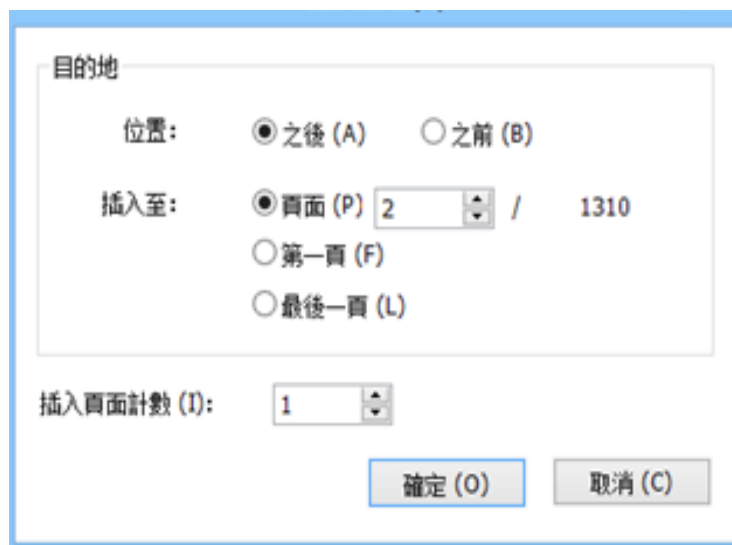 目的地
位置: 之後 (A) 之前 (B)
插入至: 頁面 (P) 2 / 1310
第一頁 (F)
最後一頁 (L)
插入頁面計數 (I): 1
確定 (O) 取消 (C)